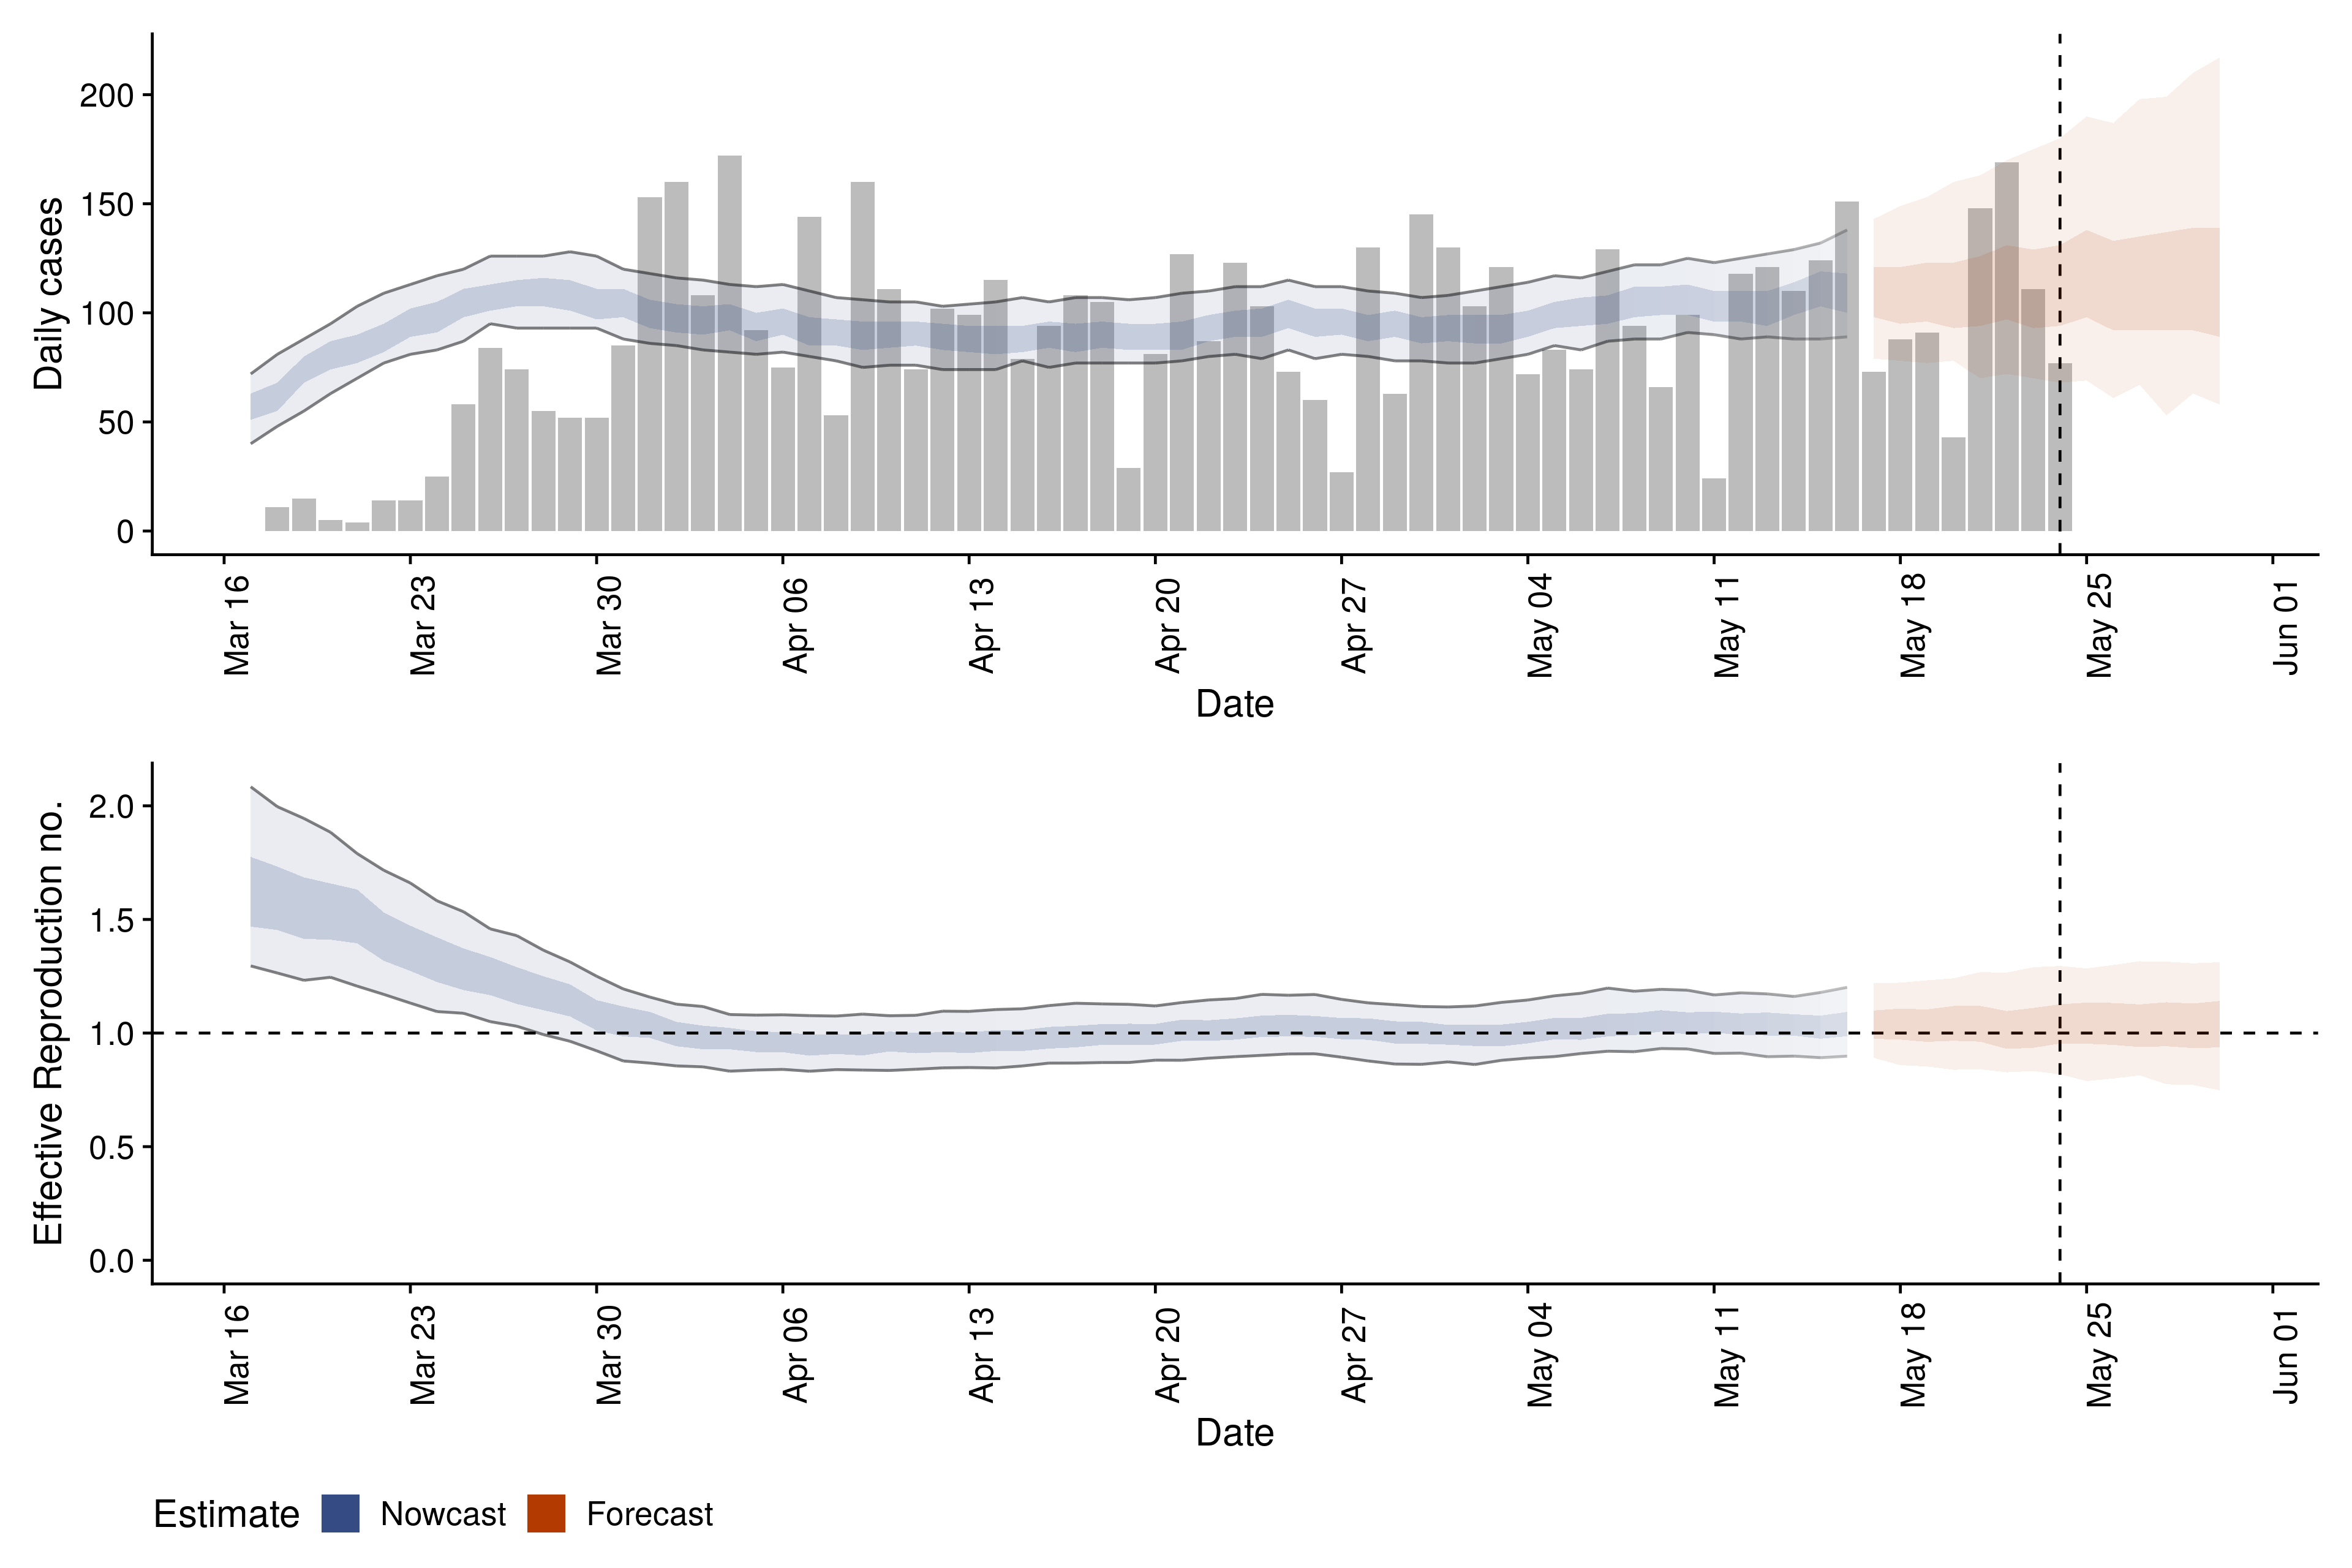 Daily cases
200
150
100
50
0
Mar 16
Mar 23
Mar 30
Apr 06
Apr 13
Apr 20
Apr 27
May 04
May 11
May 18
May 25
Jun 01
Date
Effective Reproduction no.
2.0
1.5
1.0
0.5
0.0
Mar 16
Mar 23
Mar 30
Apr 06
Apr 13
Apr 20
Apr 27
May 04
May 11
May 18
May 25
Jun 01
Date
Estimate Nowcast Forecast